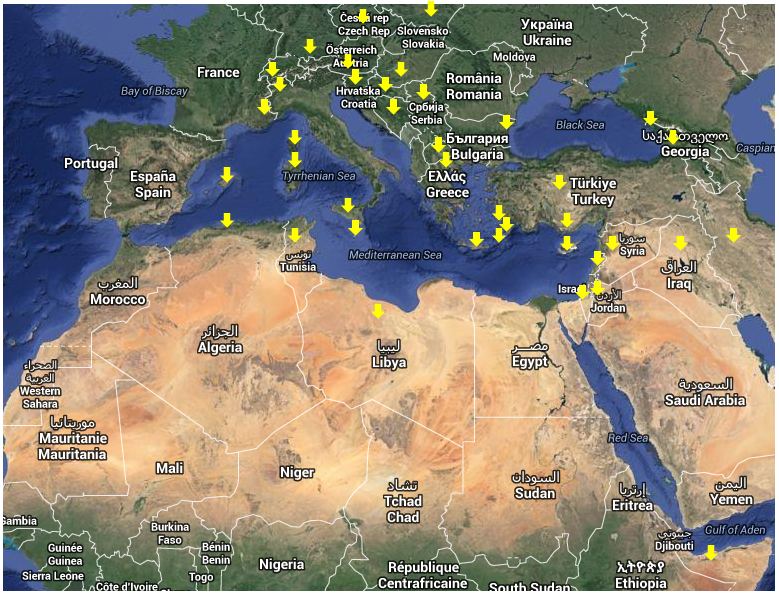 Česká rep
Czech Rep
Slovensko
Slovakia
Україна
Ukraine
Österreich
Austria
Moldova
France
România
Romania
Bay of Biscay
Hrvatska
Croatia
Србија
Serbia
Black Sea
България
Bulgaria
საქართველო
Georgia
Caspian
Portugal
España
Spain
Tyrrhenian Sea
Ελλάς
Greece
Türkiye
Turkey
تونس
Tunisia
Mediterranean Sea
سوريا
Syria
العراق
Iraq
المغرب
Morocco
Israel
الأردن
Jordan
الجزائر
Algeria
ليبيا
Libya
مصر
Egypt
الصحراء
الغربية
Western
Sahara
السعودية
Saudi Arabia
موريتانيا
Mauritanie
Mauritania
Red Sea
Mali
Niger
تشاد
Tchad
Chad
السودان
Sudan
إرتريا
Eritrea
اليمن
Yemen
Gambia
Burkina
Faso
جيبوتي
Djibouti
Gulf of Aden
Guinée
Guinea
Bénin
Benin
Nigeria
République
Centrafricaine
ኢትዮጵያ
Ethiopia
Sierra Leone
Togo
Côte d'Ivoire
South Sudan